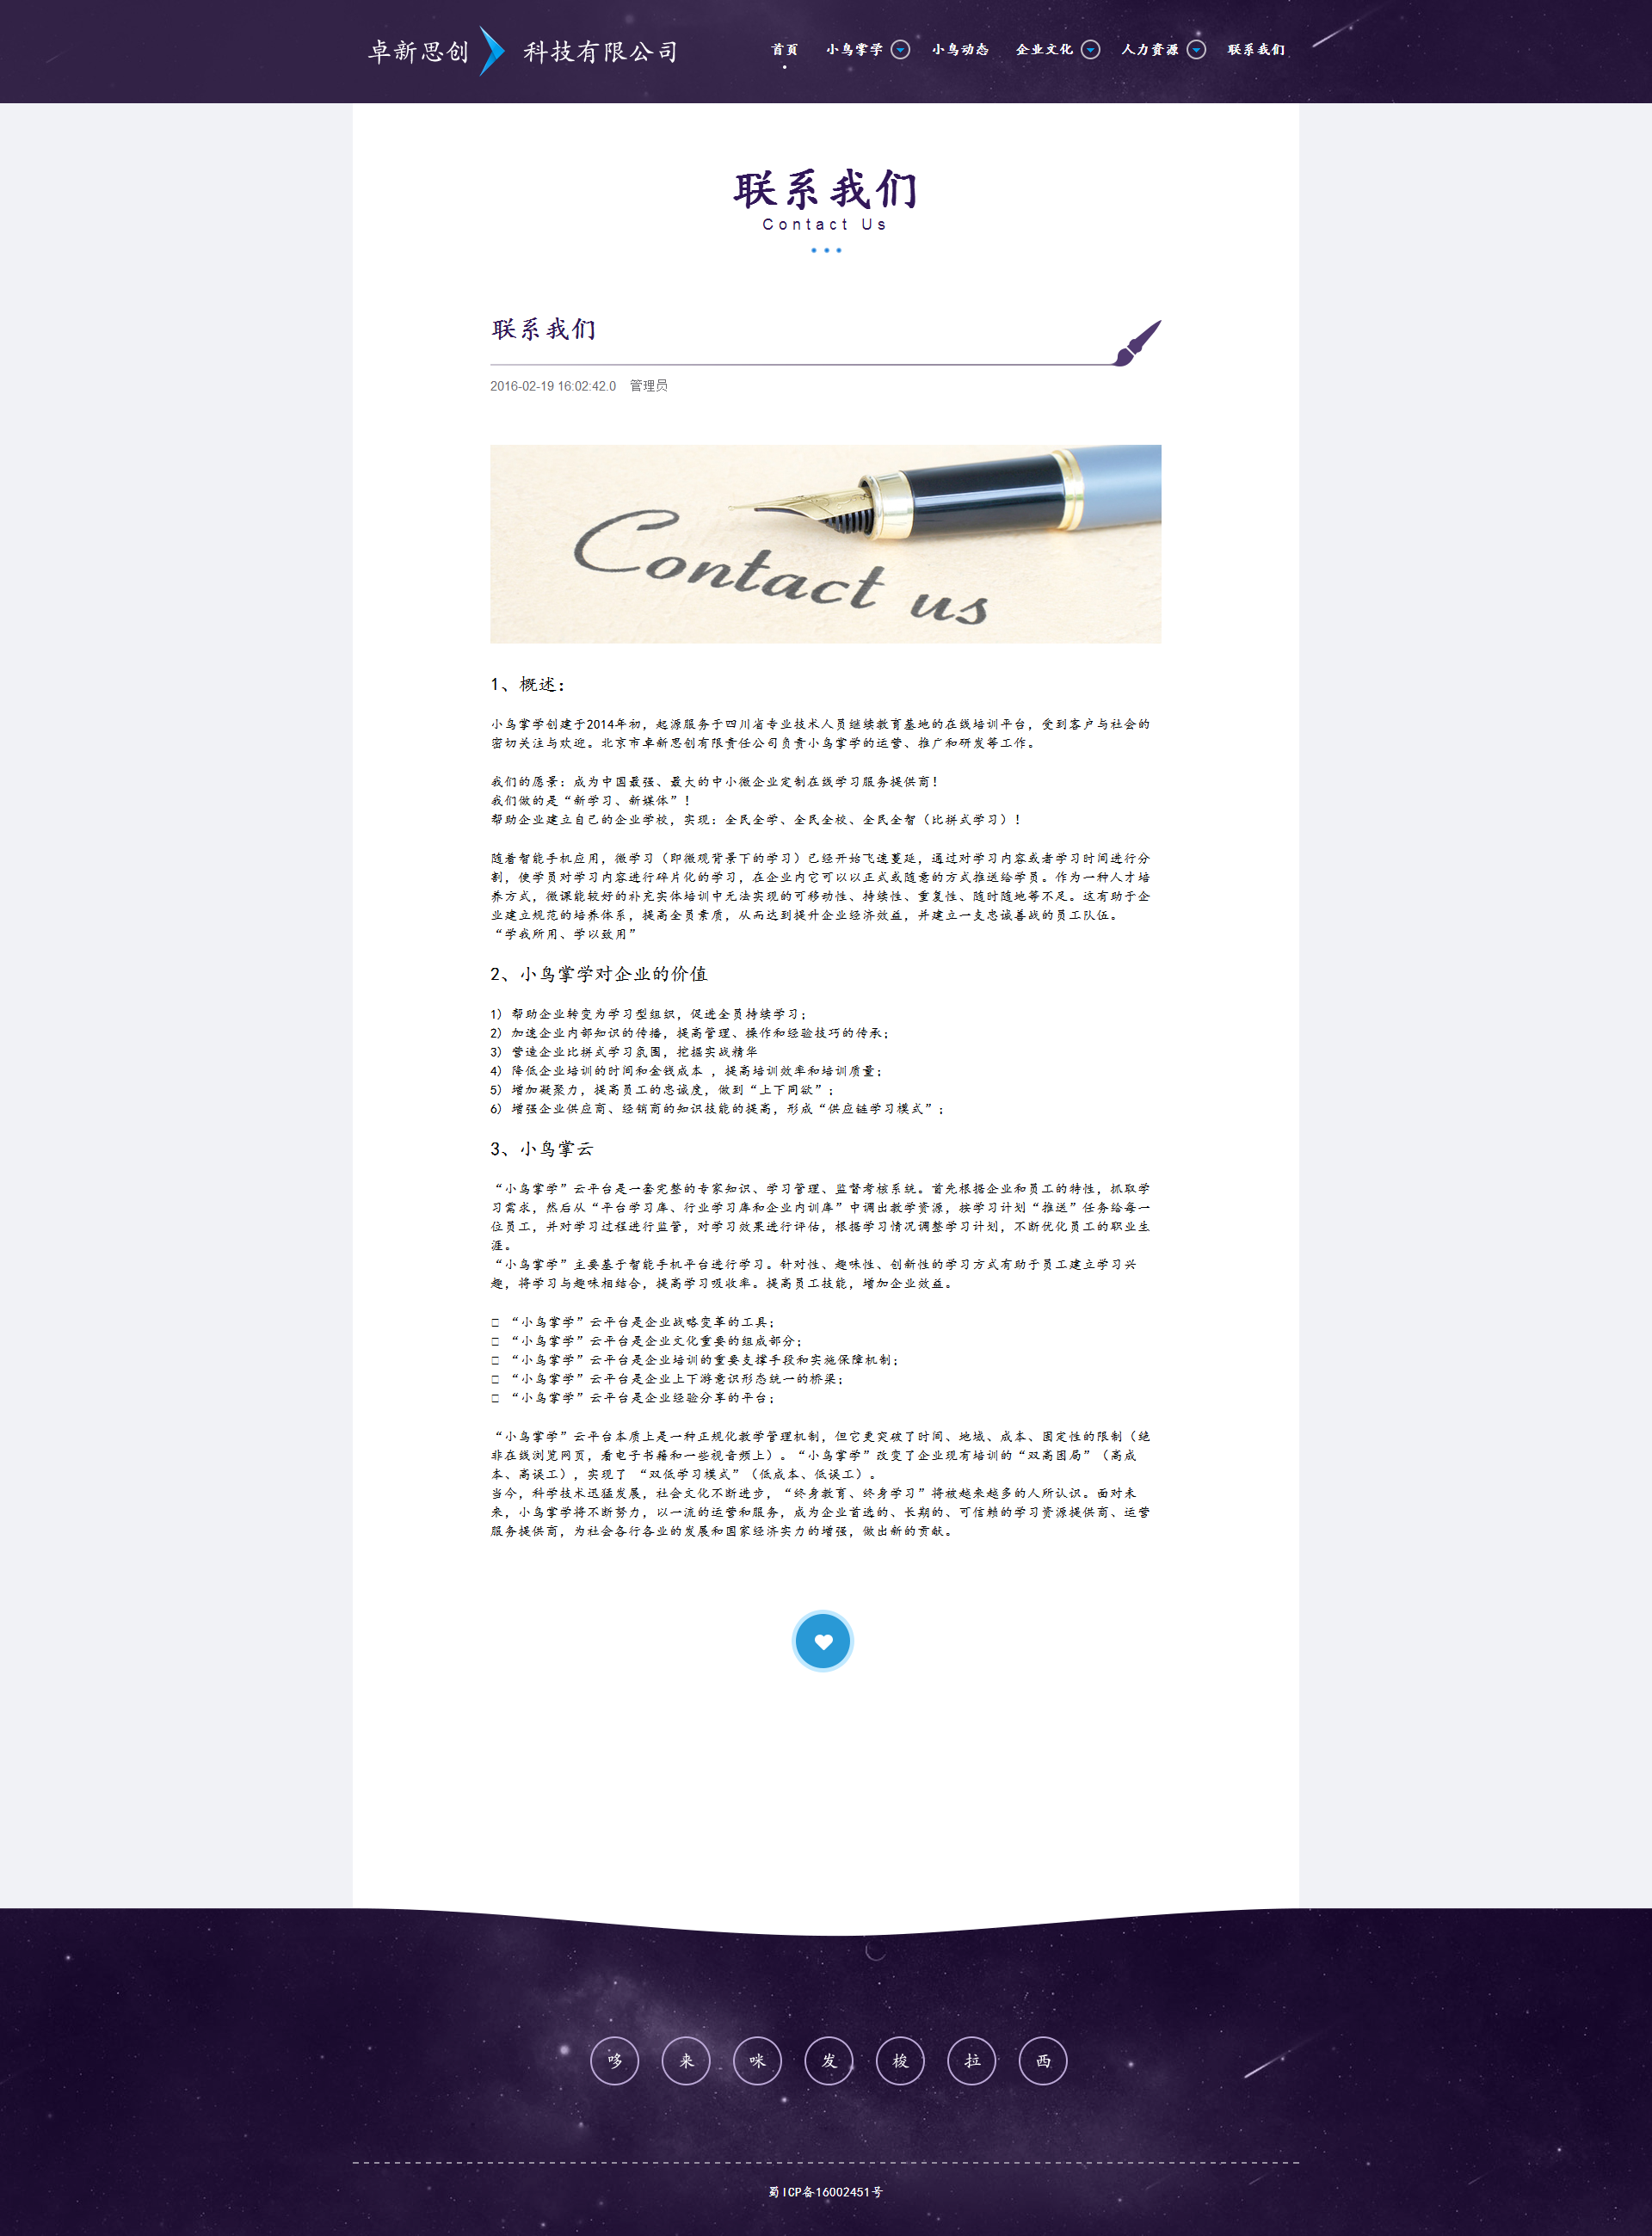 卓新思创 科技有限公司
首頁 小鸟掌学 小鸟动态 企业文化 人力资源 联系我们
联系我们
Contact Us
联系我们
2016-02-19 16:02:42.0 管理员
Contact us
1、概述：
小鸟掌学创建于2014年初，起源服务于四川省专业技术人员继续教育基地的在线培训平台，受到客户与社会的
密切关注与欢迎。北京市卓新思创有限责任公司负责小鸟掌学的运营、推广和研发等工作。
我们的愿景：成为中国最强、最大的中小微企业定制在线学习服务提供商！
我们做的是“新学习、新媒体”！
帮助企业建立自己的企业学校，实现：全民全学、全民全校、全民全智（比拼式学习）！
随着智能手机应用，微学习（即微观背景下的学习）已经开始飞速蔓延，通过对学习内容或者学习时间进行分
割，使学员对学习内容进行碎片化的学习，在企业内它可以以正式或随意的方式推送给学员。作为一种人才培
养方式，微课能较好的补充实体培训中无法实现的可移动性、持续性、重复性、随时随地等不足。这有助于企
业建立规范的培养体系，提高全员素质，从而达到提升企业经济效益，并建立一支忠诚善战的员工队伍。
“学我所用、学以致用”
2、小鸟掌学对企业的价值
1) 帮助企业转变为学习型组织，促进全员持续学习；
2) 加速企业内部知识的传播，提高管理、操作和经验技巧的传承；
3) 营造企业比拼式学习氛围，挖掘实战精华
4) 降低企业培训的时间和金钱成本 ，提高培训效率和培训质量；
5) 增加凝聚力，提高员工的忠诚度，做到“上下同欲”；
6) 增强企业供应商、经销商的知识技能的提高，形成“供应链学习模式”；
3、小鸟掌云
“小鸟掌学”云平台是一套完整的专家知识、学习管理、监督考核系统。首先根据企业和员工的特性，抓取学
习需求，然后从“平台学习库、行业学习库和企业内训库”中调出教学资源，按学习计划“推送”任务给每一
位员工，并对学习过程进行监管，对学习效果进行评估，根据学习情况调整学习计划，不断优化员工的职业生
涯。
“小鸟掌学”主要基于智能手机平台进行学习。针对性、趣味性、创新性的学习方式有助于员工建立学习兴
趣，将学习与趣味相结合，提高学习吸收率。提高员工技能，增加企业效益。
“小鸟掌学”云平台是企业战略变革的工具；
“小鸟掌学”云平台是企业文化重要的组成部分；
“小鸟掌学”云平台是企业培训的重要支撑手段和实施保障机制；
“小鸟掌学”云平台是企业上下游意识形态统一的桥梁；
“小鸟掌学”云平台是企业经验分享的平台；
“小鸟掌学”云平台本质上是一种正规化教学管理机制，但它更突破了时间、地域、成本、固定性的限制（绝
非在线浏览网页，看电子书籍和一些视音频上）。“小鸟掌学”改变了企业现有培训的“双高困局”（高成
本、高误工），实现了 “双低学习模式”（低成本、低误工）。
当今，科学技术迅猛发展，社会文化不断进步，“终身教育、终身学习”将被越来越多的人所认识。面对未
来，小鸟掌学将不断努力，以一流的运营和服务，成为企业首选的、长期的、可信赖的学习资源提供商、运营
服务提供商，为社会各行各业的发展和国家经济实力的增强，做出新的贡献。
哆 来 咪 发 梭 拉 西
蜀ICP备16002451号